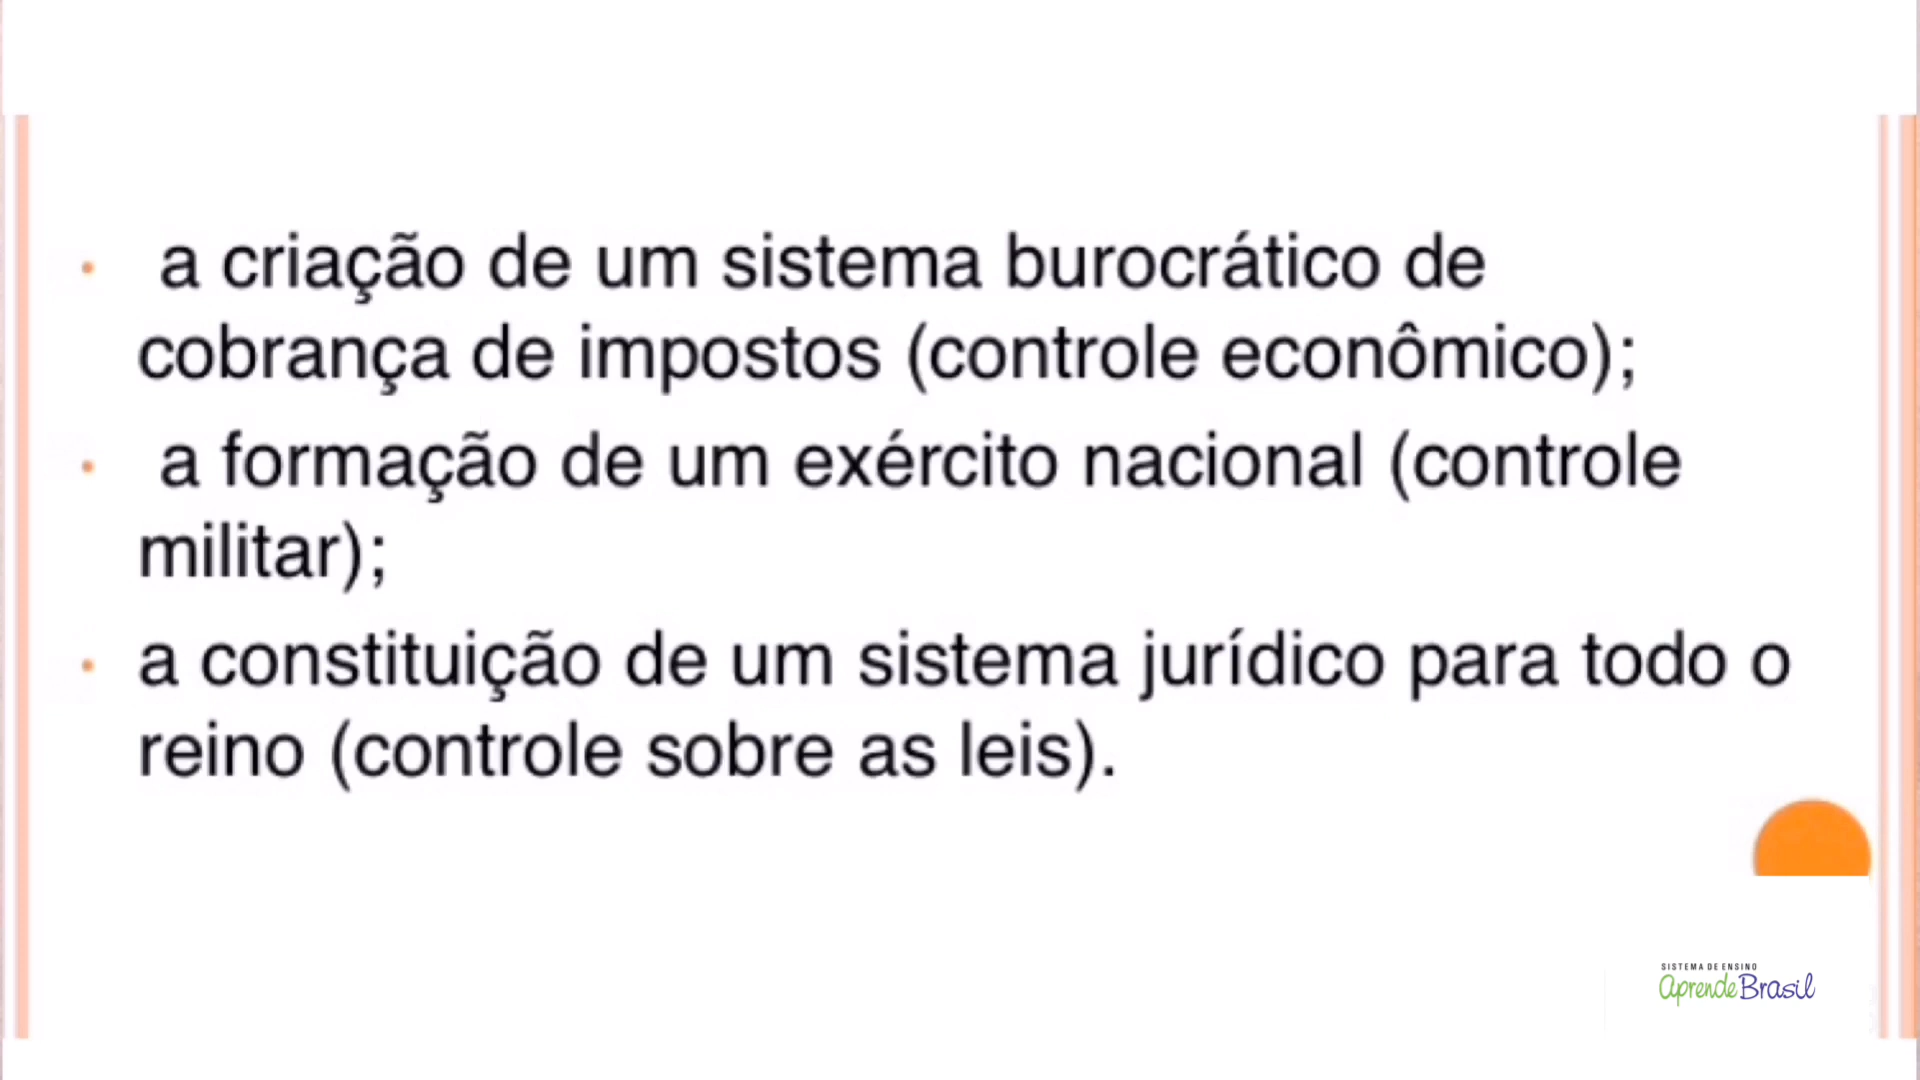 a criação de um sistema burocrático de
cobrança de impostos (controle econômico);
a formação de um exército nacional (controle
militar);
a constituição de um sistema jurídico para todo o
reino (controle sobre as leis).
SISTEMA DE ENSINO
aprende Brasil